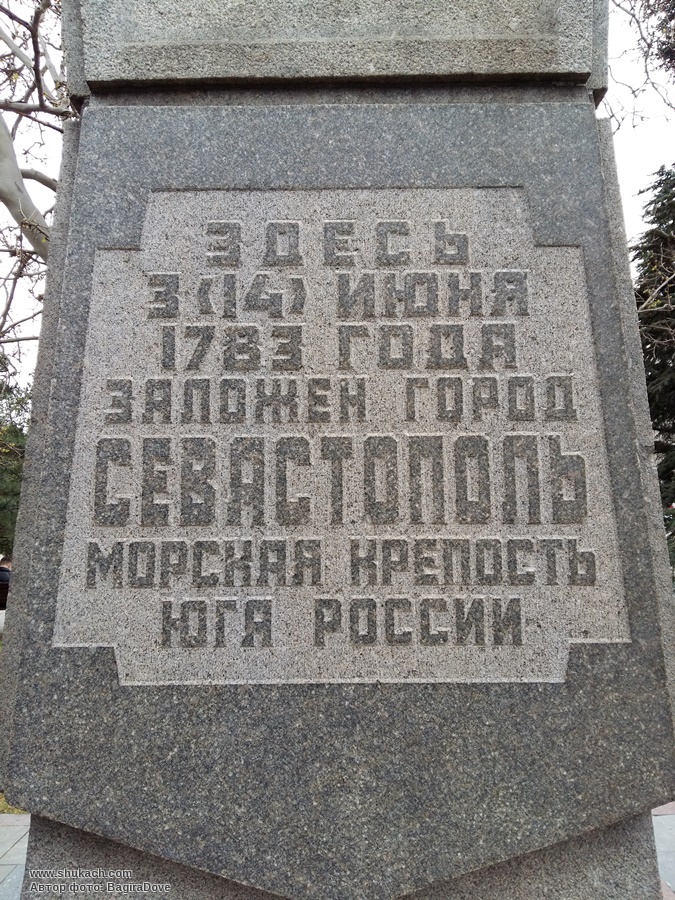 ЗДЕСЬ
3 (14) ИЮНЯ
1783 ГОДА
ЗАЛОЖЕН ГОРОД
СЕВАСТОПОЛЬ
МОРСКАЯ КРЕПОСТЬ
ЮГА РОССИИ
www.shukach.com
Автор фото: BagiraDove